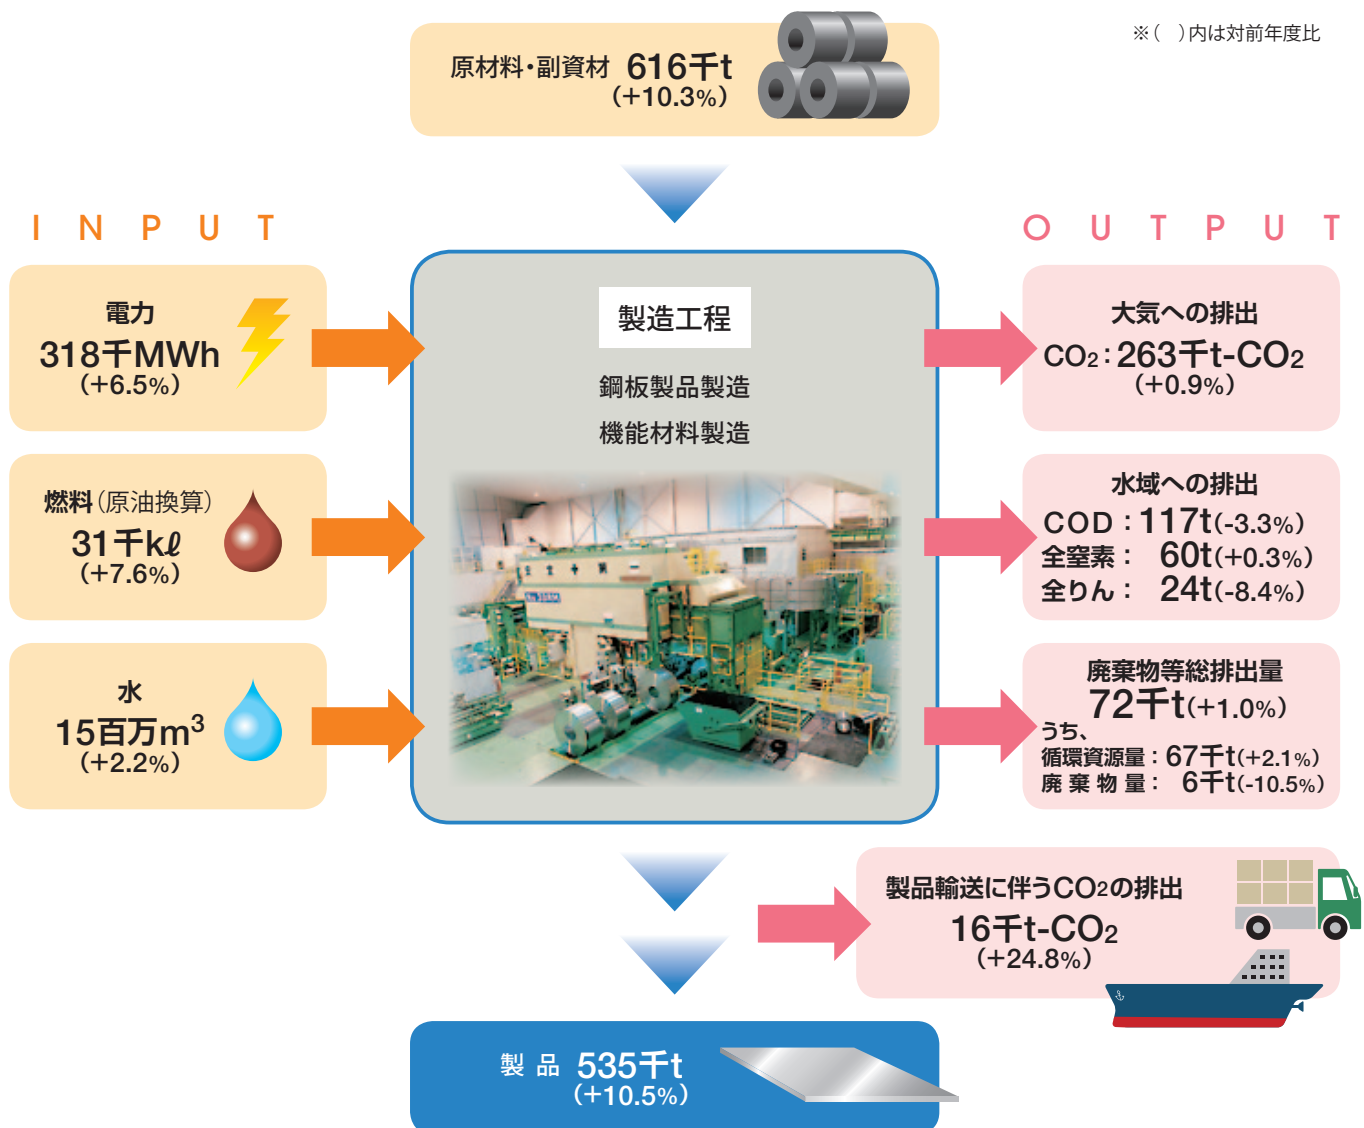 ※(　)内は対前年度比
原材料・副資材 616千t
(+10.3%)
INPUT
電力
318千MWh
(+6.5%)
燃料(原油換算)
31千kℓ
(+7.6%)
水
15百万m³
(+2.2%)
製造工程
鋼板製品製造
機能材料製造
OUTPUT
大気への排出
CO₂：263千t-CO₂
(+0.9%)
水域への排出
COD：117t(-3.3%)
全窒素：60t(+0.3%)
全りん：24t(-8.4%)
廃棄物等総排出量
72千t(+1.0%)
うち、
循環資源量：67千t(+2.1%)
廃棄物量：6千t(-10.5%)
製品輸送に伴うCO₂の排出
16千t-CO₂
(+24.8%)
製品 535千t
(+10.5%)